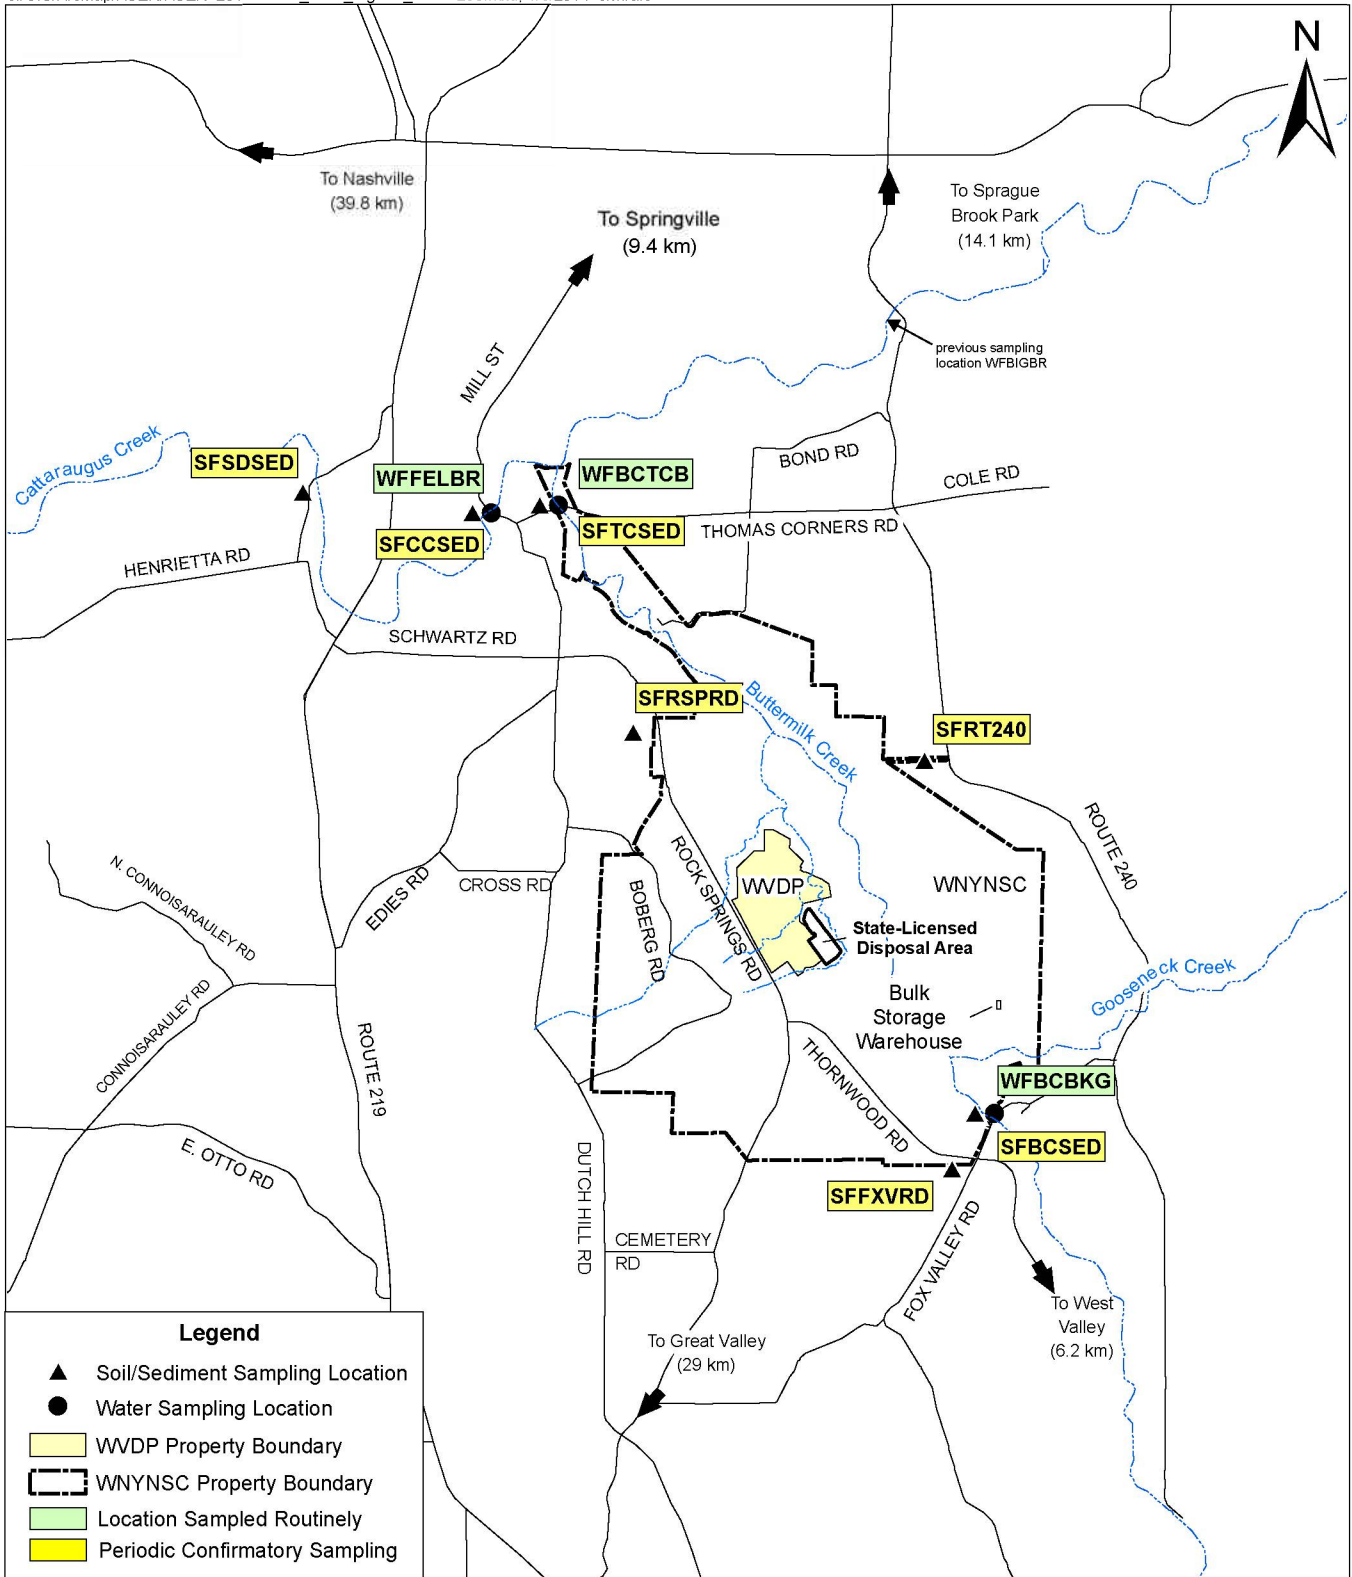 N
To Nashville
(39.8 km)
To Springville
(9.4 km)
To Sprague
Brook Park
(14.1 km)
previous sampling
location WFBIGBR
MILL ST
Cattaraugus Creek
SFSDSED
WFFELBR
WFBCTCB
BOND RD
COLE RD
SFCCSED
SFTCSED
THOMAS CORNERS RD
HENRIETTA RD
SCHWARTZ RD
SFRSPRD
Buttermilk Creek
SFRT240
ROUTE 240
N. CONNOISARAULEY RD
EDIES RD
CROSS RD
BOBERG RD
ROCK SPRINGS RD
WVDP
WNYNSC
State-Licensed
Disposal Area
Gooseneck Creek
CONNOISARAULEY RD
Bulk
Storage
Warehouse
ROUTE 219
THORNWOOD RD
WFBCBKG
E. OTTO RD
SFBCSED
DUTCH HILL RD
SFFXVRD
CEMETERY
RD
FOX VALLEY RD
To West
Valley
(6.2 km)
To Great Valley
(29 km)
Legend
Soil/Sediment Sampling Location
Water Sampling Location
WVDP Property Boundary
WNYNSC Property Boundary
Location Sampled Routinely
Periodic Confirmatory Sampling